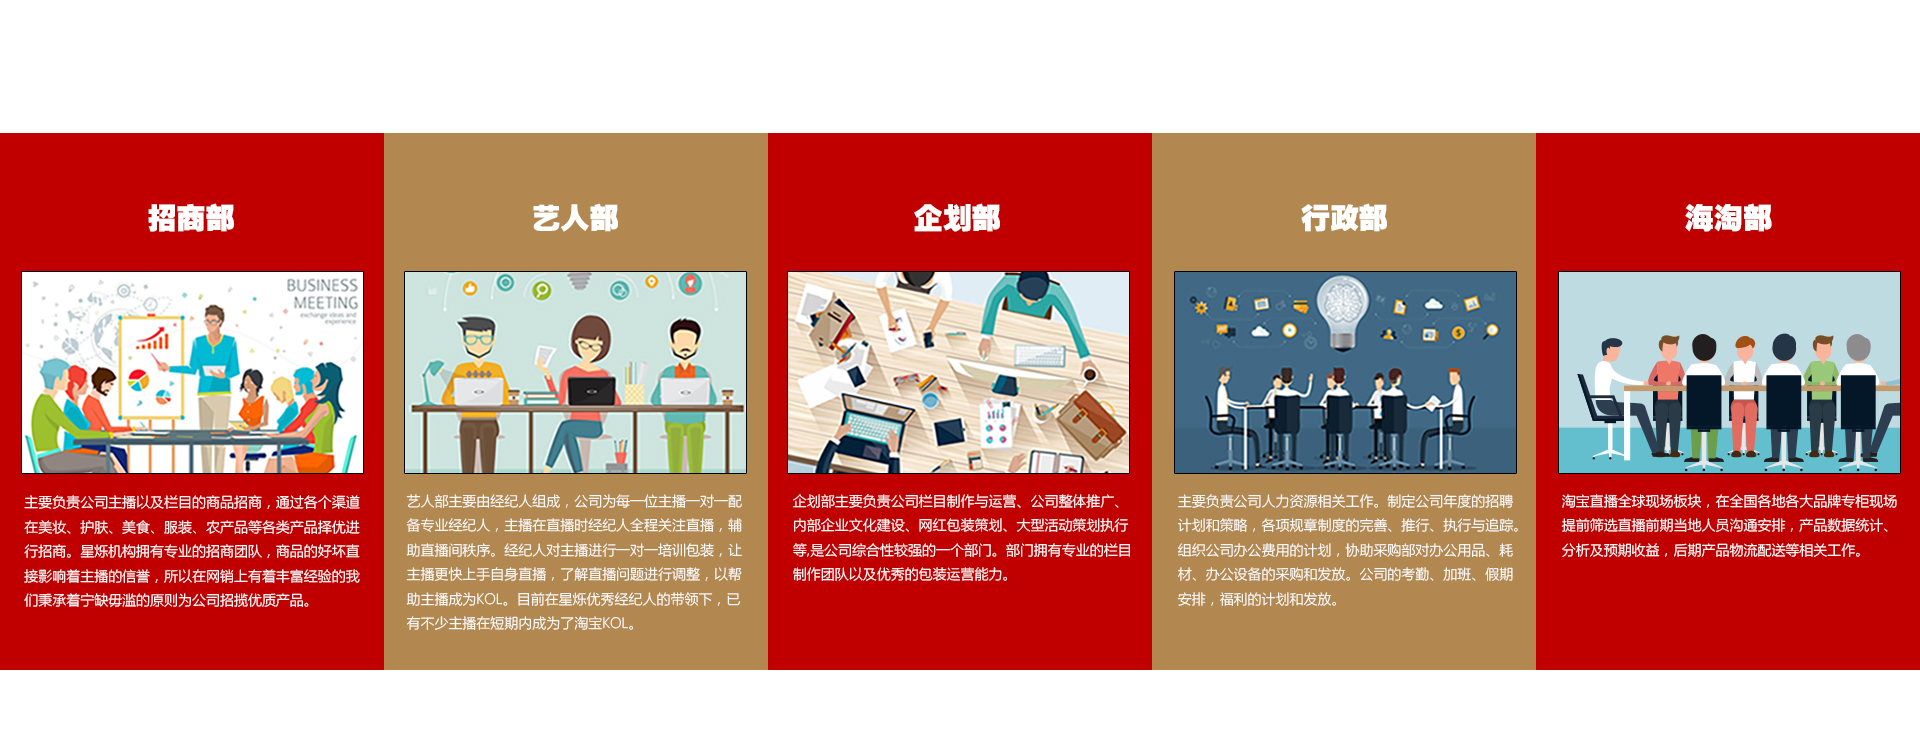 招商部
BUSINESS
MEETING
exchange ideas and
experience
主要负责公司主播以及栏目的商品招商，通过各个渠道
在美妆、护肤、美食、服装、农产品等各类产品择优进
行招商。星烁机构拥有专业的招商团队，商品的好坏直
接影响着主播的信誉，所以在网销上有着丰富经验的我
们秉承着宁缺毋滥的原则为公司招揽优质产品。
艺人部
艺人部主要由经纪人组成，公司为每一位主播一对一配
备专业经纪人，主播在直播时经纪人全程关注直播，辅
助直播间秩序。经纪人对主播进行一对一培训包装，让
主播更快上手自身直播，了解直播问题进行调整，以帮
助主播成为KOL。目前在星烁优秀经纪人的带领下，已
有不少主播在短期内成为了淘宝KOL。
企划部
企划部主要负责公司栏目制作与运营、公司整体推广、
内部企业文化建设、网红包装策划、大型活动策划执行
等,是公司综合性较强的一个部门。部门拥有专业的栏目
制作团队以及优秀的包装运营能力。
行政部
主要负责公司人力资源相关工作。制定公司年度的招聘
计划和策略，各项规章制度的完善、推行、执行与追踪。
组织公司办公费用的计划，协助采购部对办公用品、耗
材、办公设备的采购和发放。公司的考勤、加班、假期
安排，福利的计划和发放。
海淘部
淘宝直播全球现场板块，在全国各地各大品牌专柜现场
提前筛选直播前期当地人员沟通安排，产品数据统计、
分析及预期收益，后期产品物流配送等相关工作。